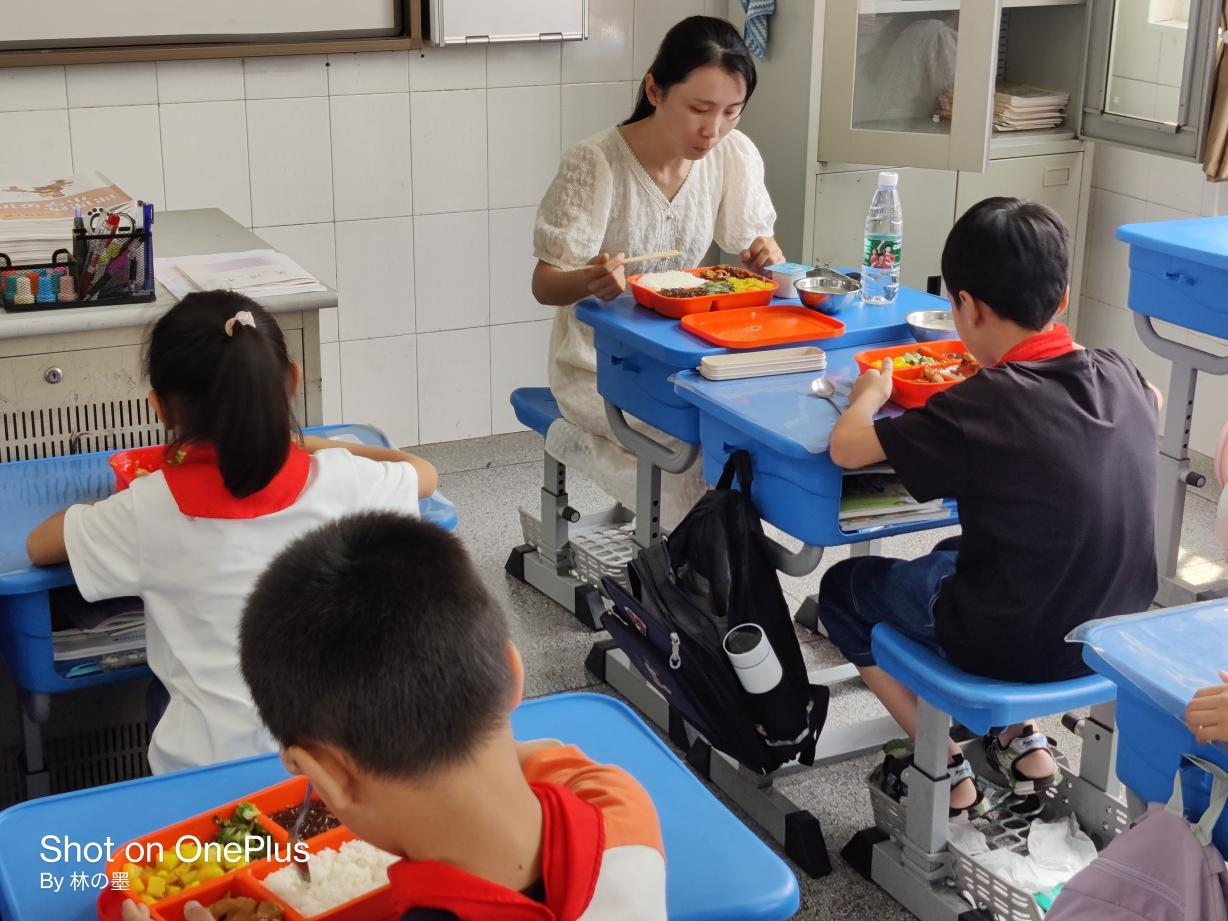 Shot on OnePlus
By 林の墨